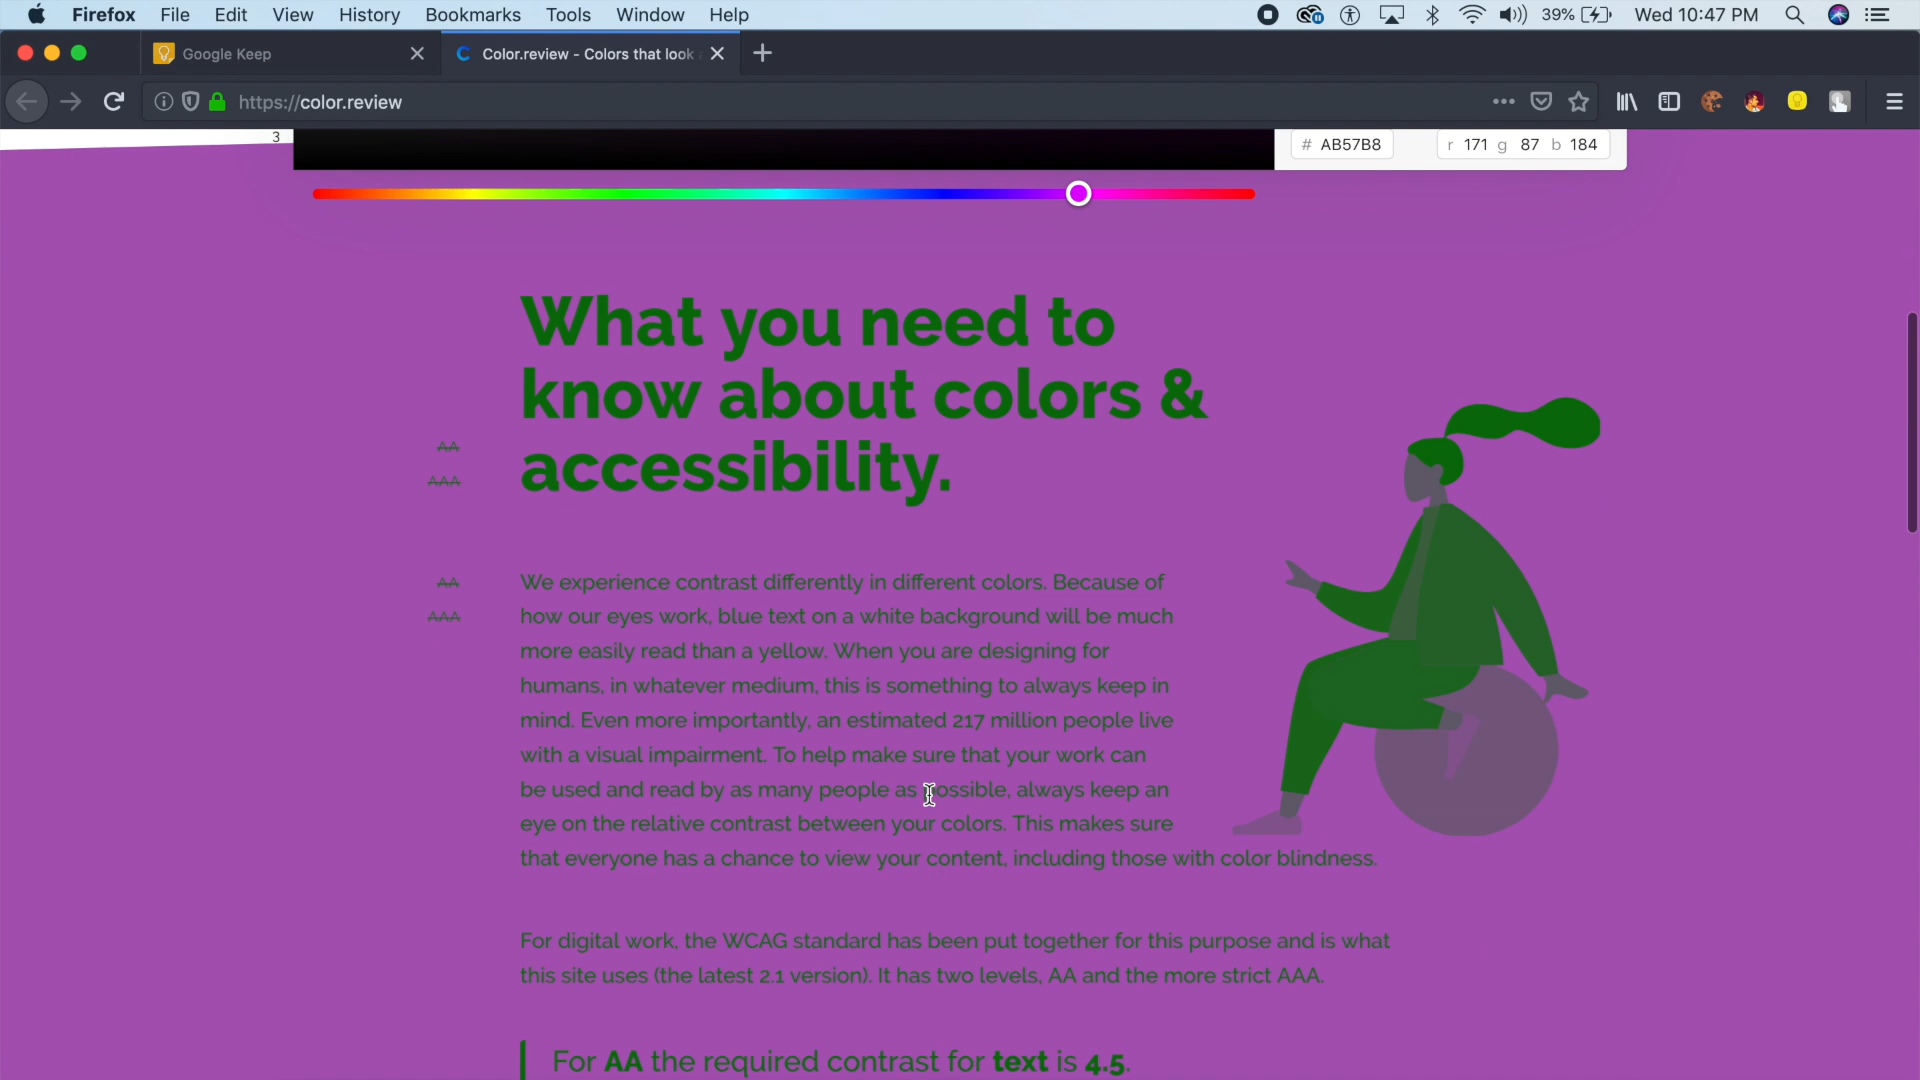 Firefox File Edit View History Bookmarks Tools Window Help 39% Wed 10:47 PM
Google Keep Color.review - Colors that look
https://color.review
3
# AB57B8 r 171 g 87 b 184
What you need to
know about colors &
accessibility.
AA
AAA
We experience contrast differently in different colors. Because of
how our eyes work, blue text on a white background will be much
more easily read than a yellow. When you are designing for
humans, in whatever medium, this is something to always keep in
mind. Even more importantly, an estimated 217 million people live
with a visual impairment. To help make sure that your work can
be used and read by as many people as possible, always keep an
eye on the relative contrast between your colors. This makes sure
that everyone has a chance to view your content, including those with color blindness.
AA
AAA
For digital work, the WCAG standard has been put together for this purpose and is what
this site uses (the latest 2.1 version). It has two levels, AA and the more strict AAA.
For AA the required contrast for text is 4.5.